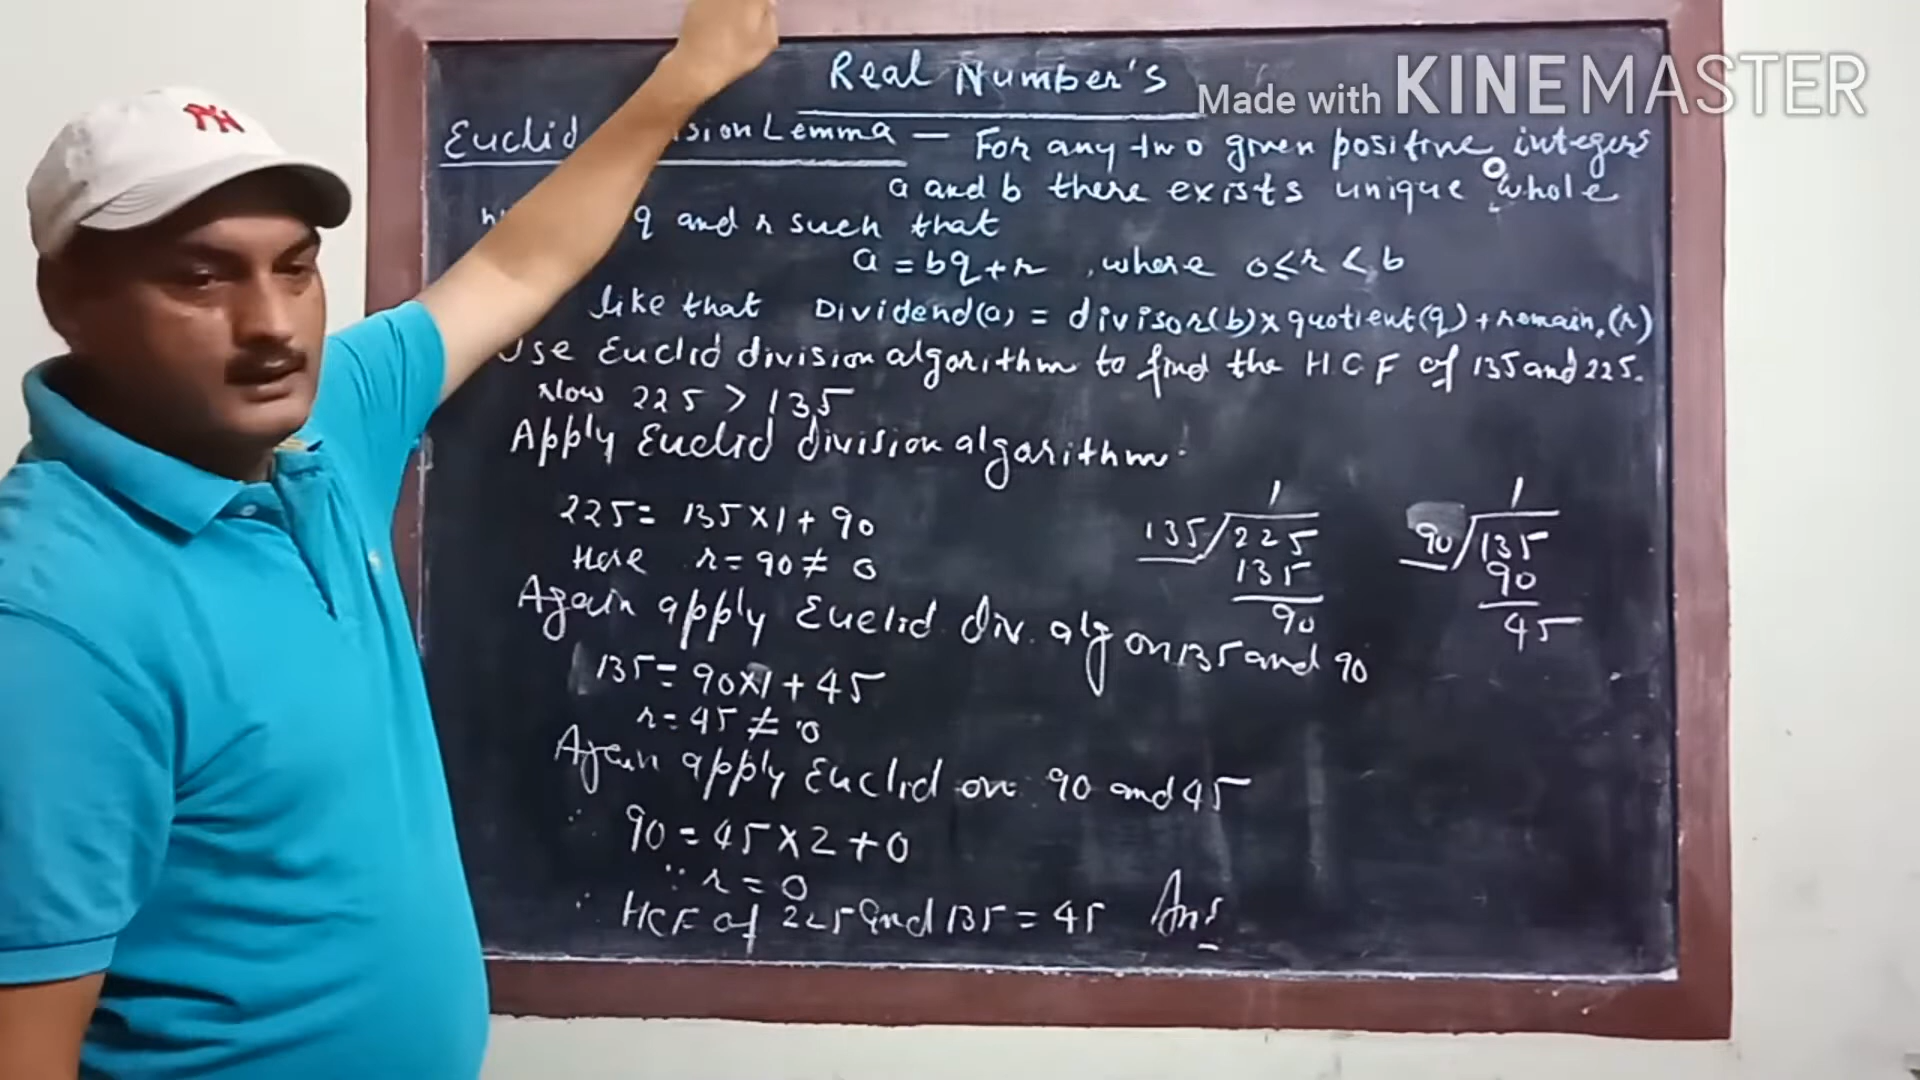 Real Number's
Made with KINEMASTER
Euclid sion Lemma — For any two given positive integers
a and b there exists unique whole
q and r such that
a = bq + r , where 0 ≤ r < b
like that Dividend(a) = divisor(b) x quotient(q) + remain.(r)
Use Euclid division algorithm to find the H.C.F of 135 and 225.
Now 225 > 135
Apply Euclid division algarithm.
225 = 135 X 1 + 90
Here r = 90 ≠ 0
Again apply Euclid div. alg on 135 and 90
135 = 90 X 1 + 45
r = 45 ≠ 0
Again apply Euclid on 90 and 45
∴ 90 = 45 X 2 + 0
∵ r = 0
∴ HCF of 225 and 135 = 45 Ans
1
135 225
135
90
1
90 135
90
45